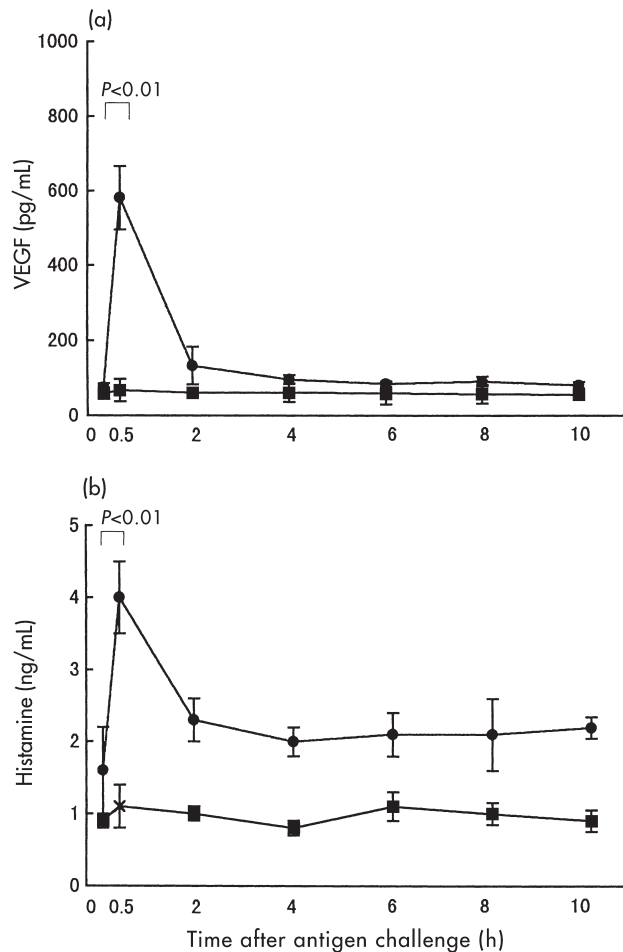 (a)
1000
P<0.01
800
600
VEGF (pg/mL)
400
200
0
0 0.5 2 4 6 8 10
(b)
P<0.01
5
4
3
Histamine (ng/mL)
2
1
0
0 0.5 2 4 6 8 10
Time after antigen challenge (h)